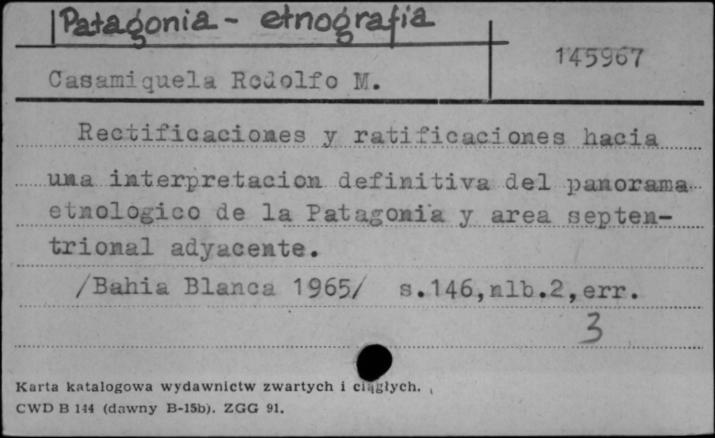 Patagonia - etnografia
145967
Casamiquela Rodolfo M.
Rectificaciones y ratificaciones hacia
una interpretacion definitiva del panorama
etnologico de la Patagonia y area septen-
trional adyacente.
/Bahia Blanca 1965/ s.146,nlb.2,err.
3
Karta katalogowa wydawnictw zwartych i ciągłych.
CWD B 144 (dawny B-15b). ZGG 91.